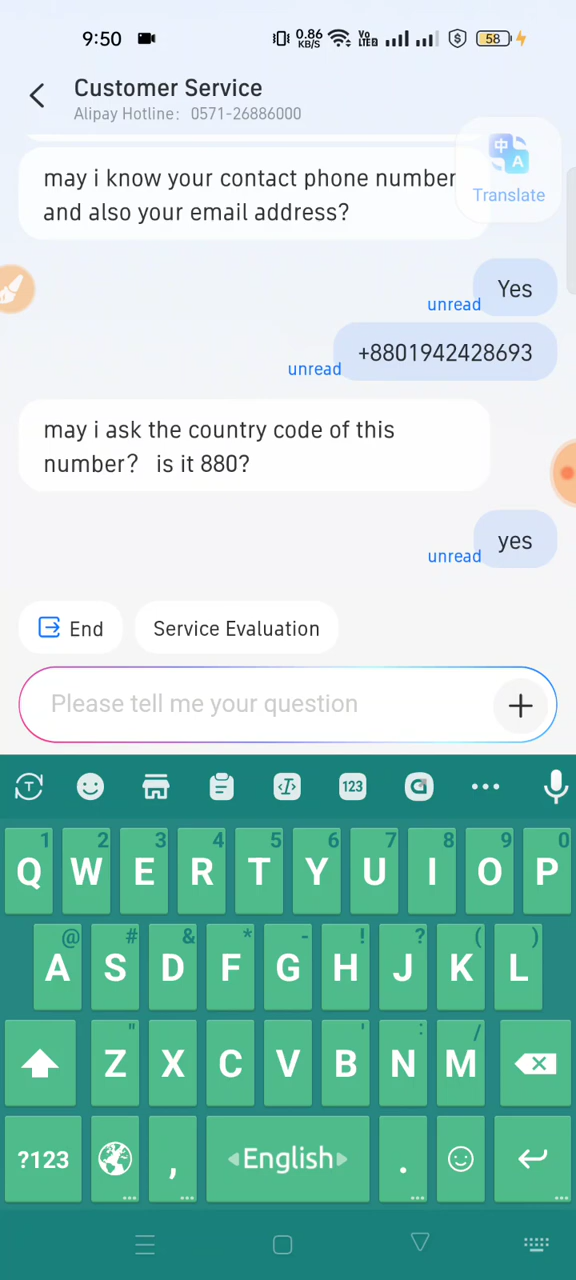 9:50 0.86 KB/S Vo LTE2 58
Customer Service
Alipay Hotline: 0571-26886000
may i know your contact phone number
and also your email address?
中 A
Translate
Yes
unread
+8801942428693
unread
may i ask the country code of this
number? is it 880?
yes
unread
End Service Evaluation
Please tell me your question
T 123
1 2 3 4 5 6 7 8 9 0
Q W E R T Y U I O P
@ # & * - ! ? ( )
A S D F G H J K L
" ' : /
Z X C V B N M
?123 , English .